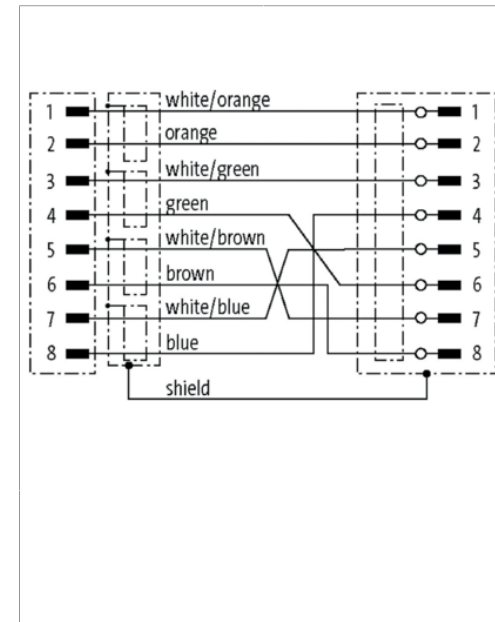 1 white/orange 1
2 orange 2
3 white/green 3
4 green 4
5 white/brown 5
6 brown 6
7 white/blue 7
8 blue 8
shield